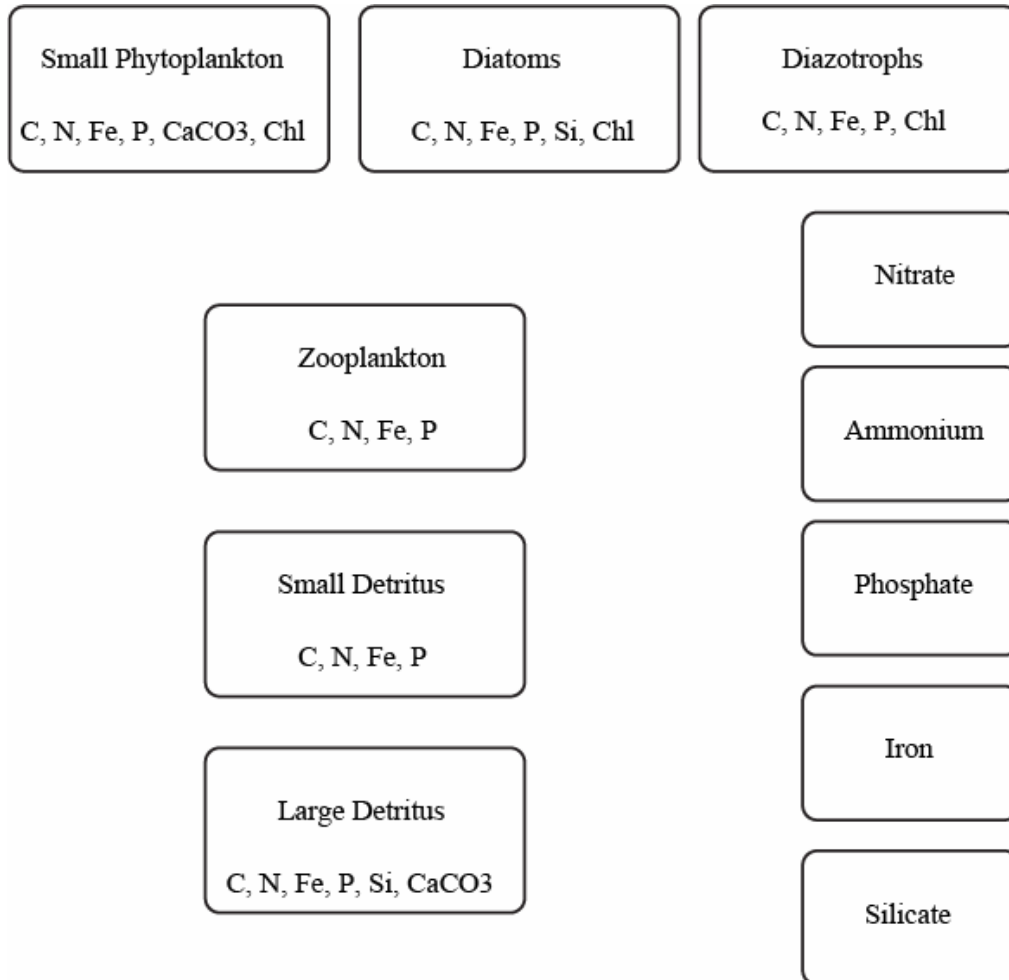 Small Phytoplankton
C, N, Fe, P, CaCO3, Chl
Diatoms
C, N, Fe, P, Si, Chl
Diazotrophs
C, N, Fe, P, Chl
Zooplankton
C, N, Fe, P
Small Detritus
C, N, Fe, P
Large Detritus
C, N, Fe, P, Si, CaCO3
Nitrate
Ammonium
Phosphate
Iron
Silicate